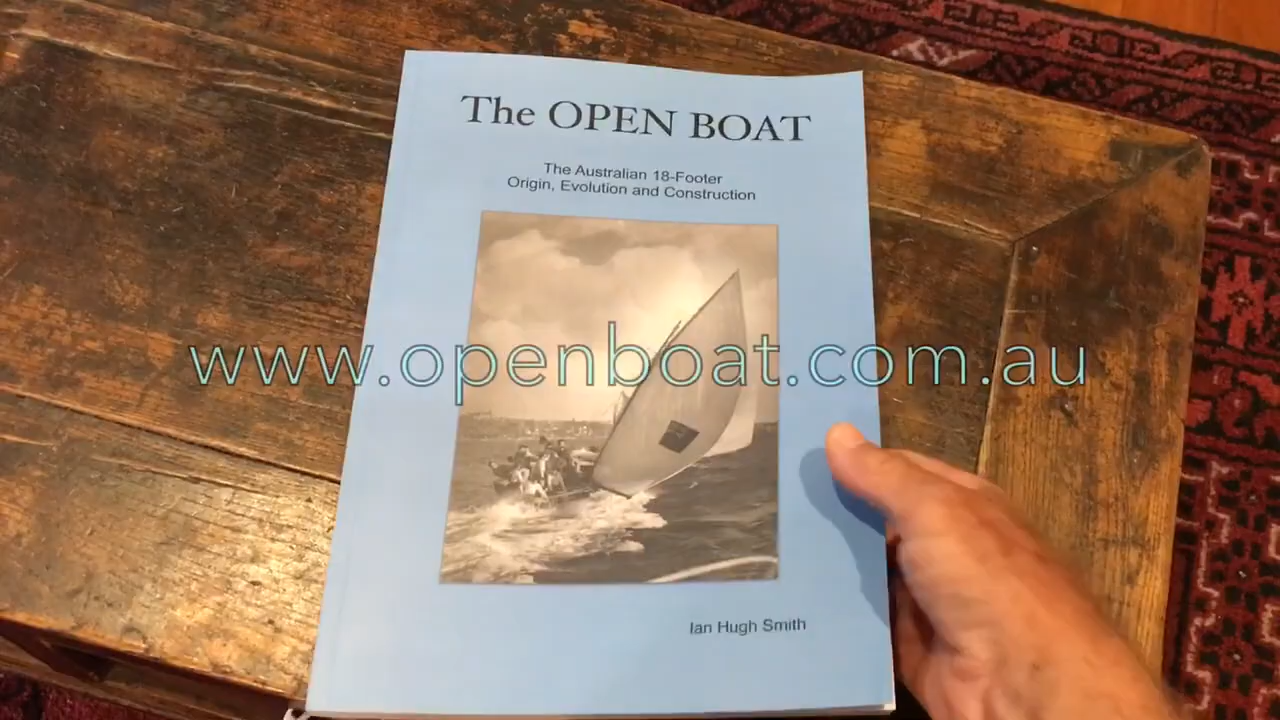 The OPEN BOAT
The Australian 18-Footer
Origin, Evolution and Construction
www.openboat.com.au
Ian Hugh Smith